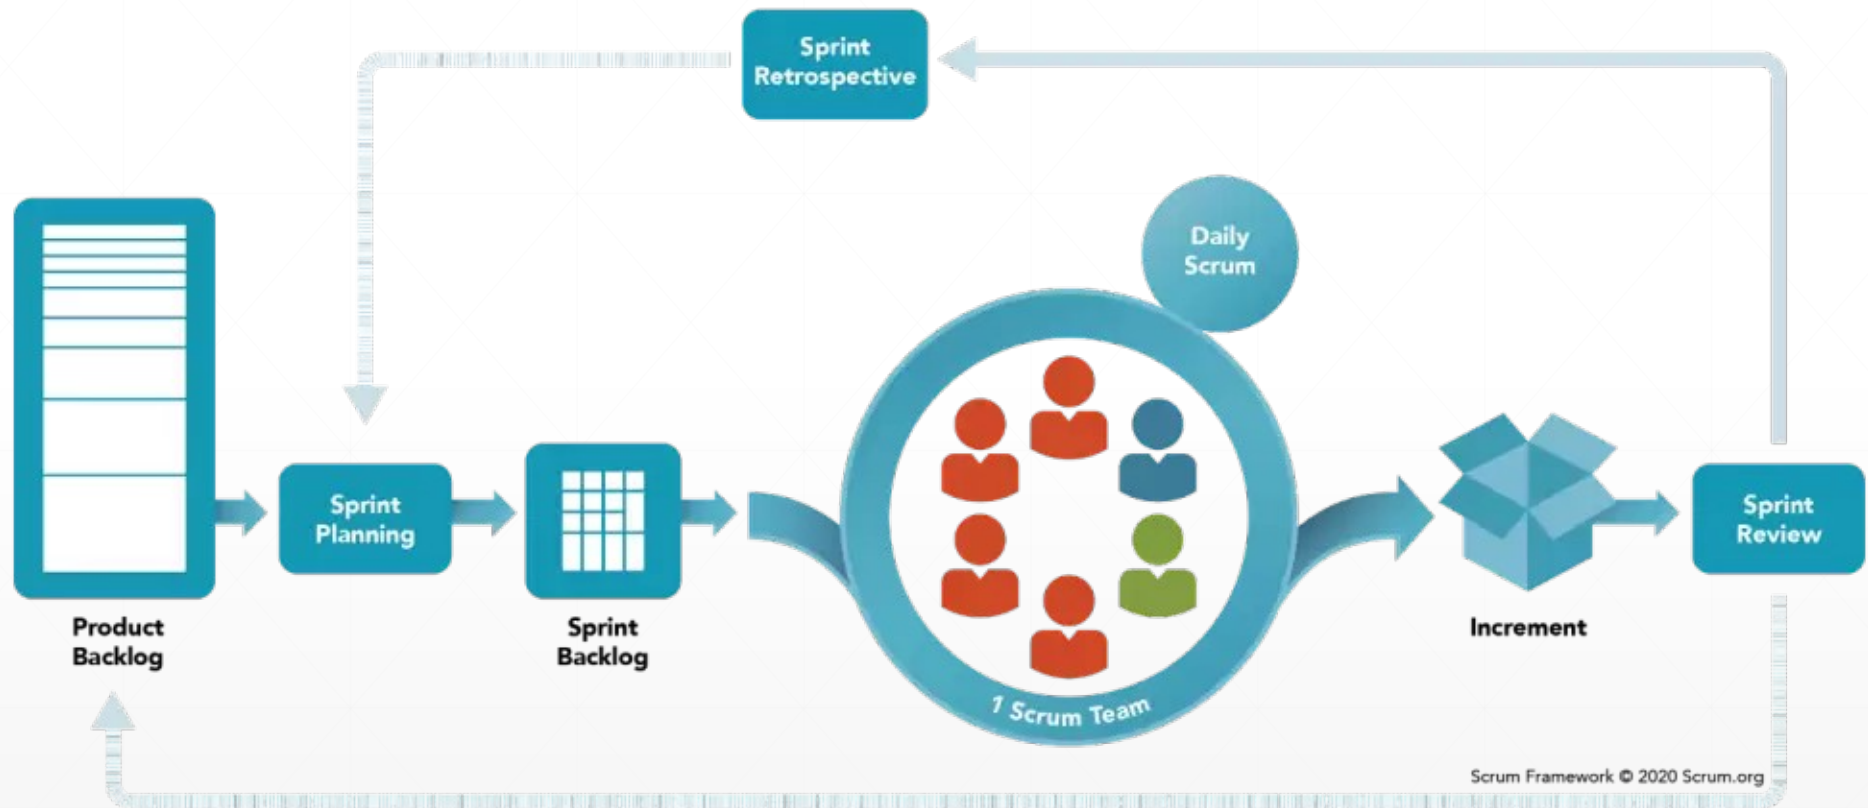 Sprint
Retrospective
Daily
Scrum
Sprint
Planning
Sprint
Review
Product
Backlog
Sprint
Backlog
Increment
1 Scrum Team
Scrum Framework © 2020 Scrum.org